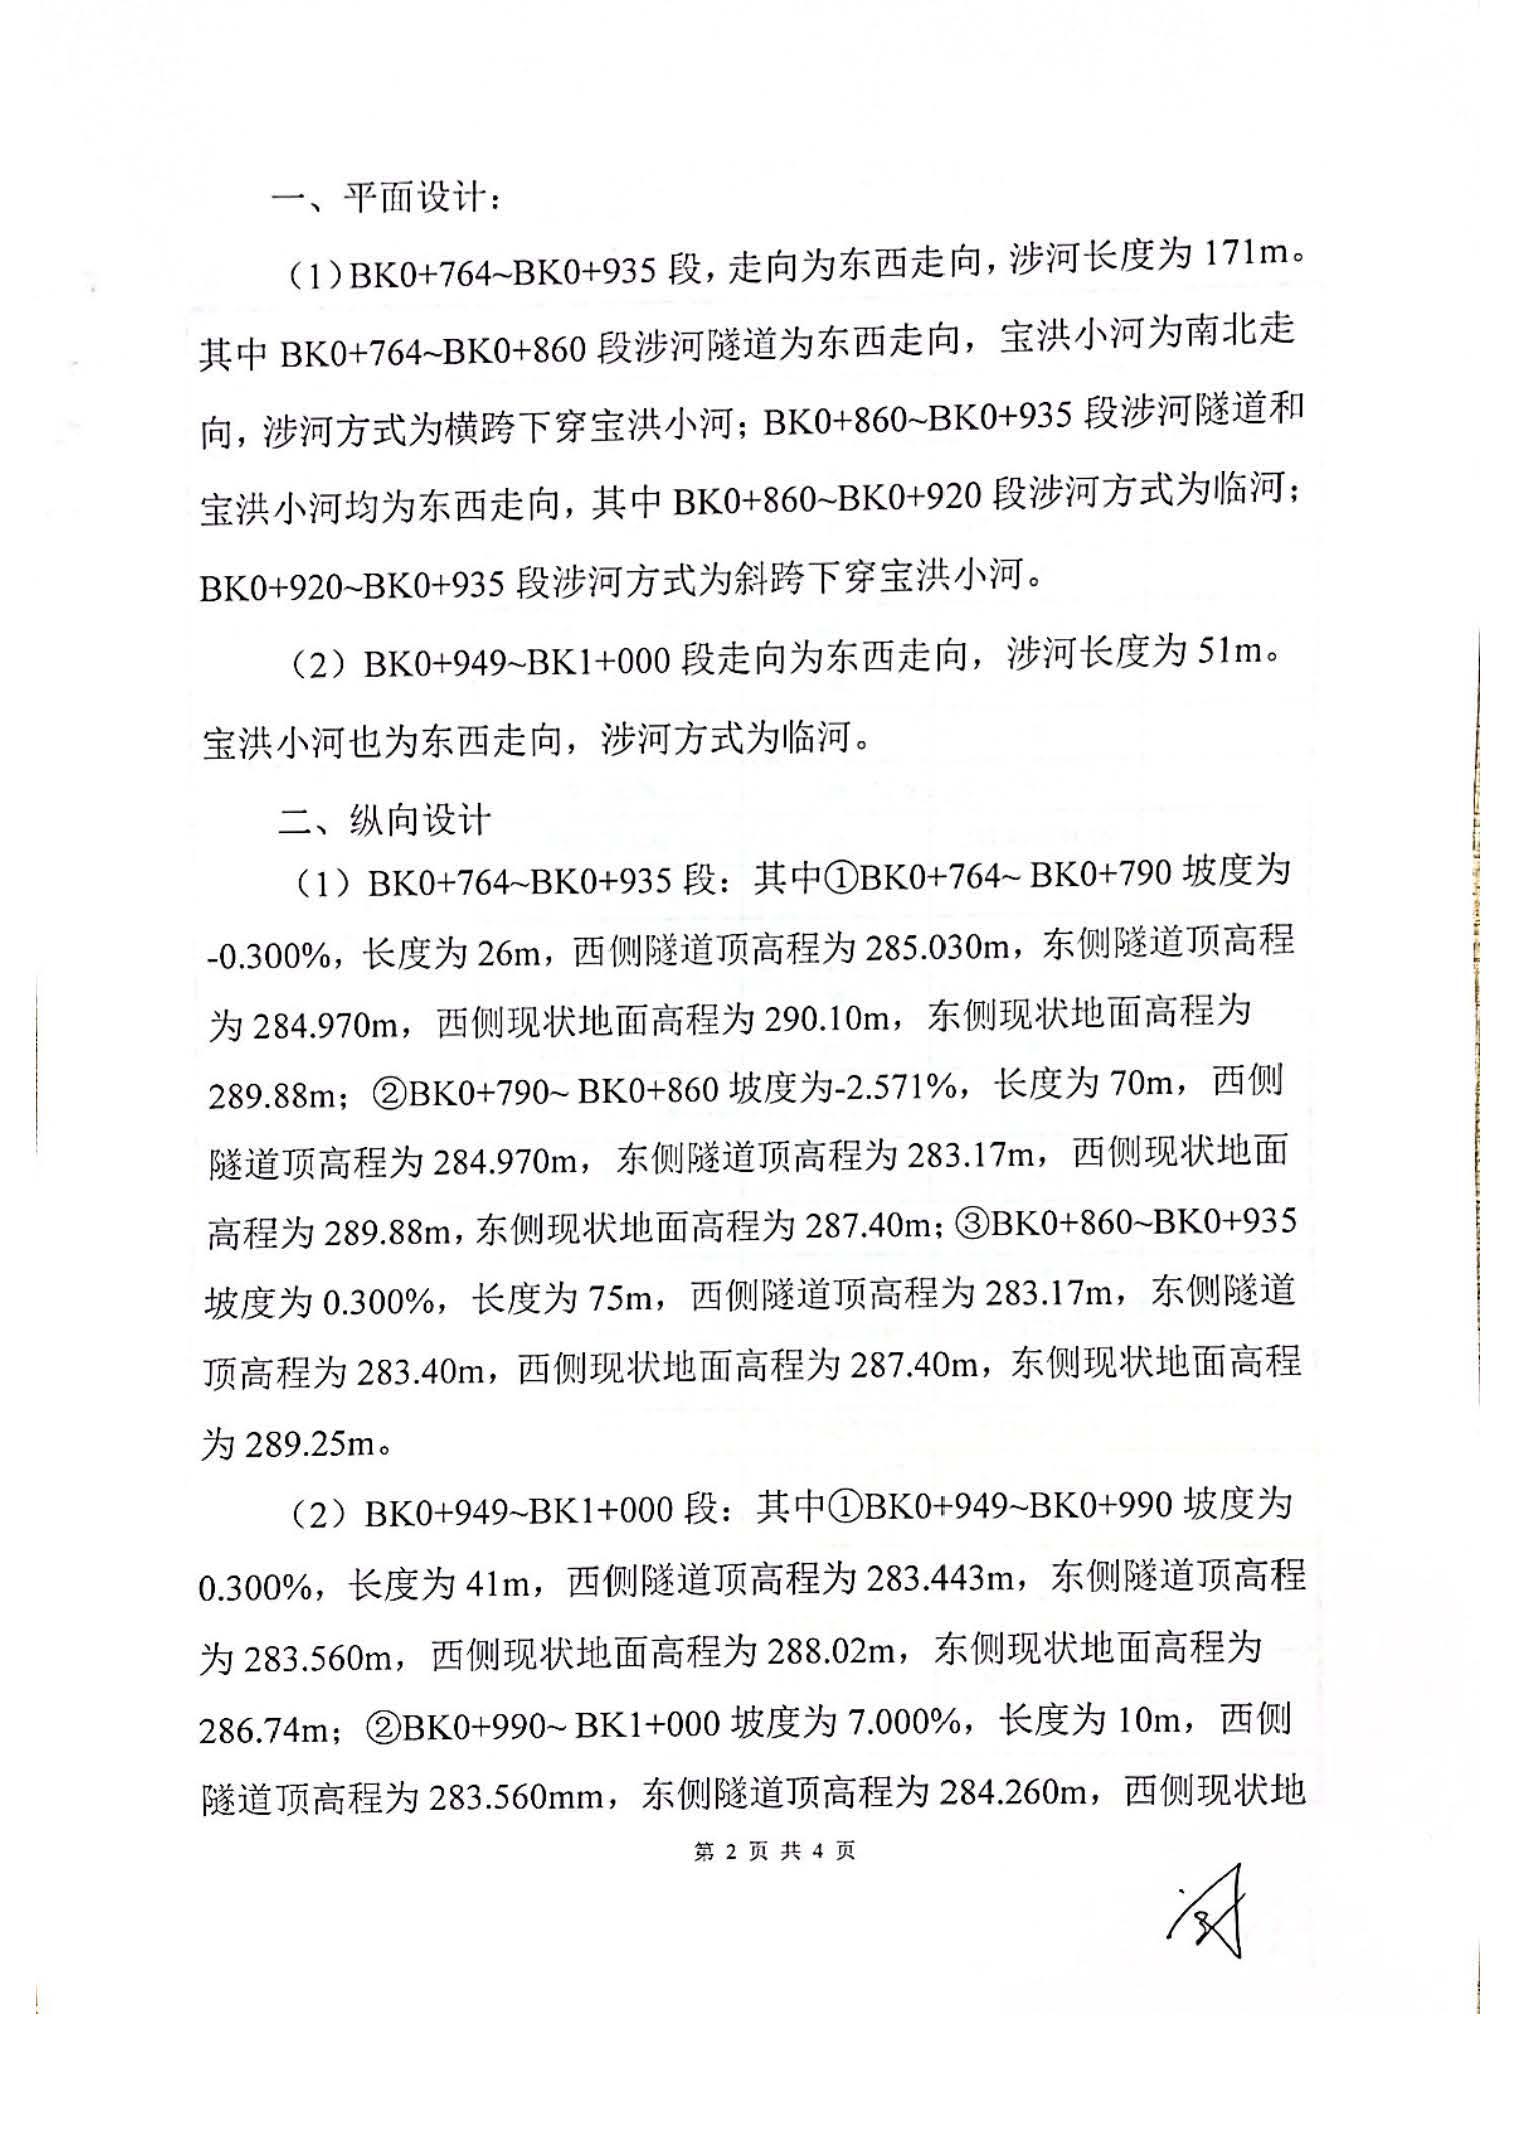 一、平面设计：
（1）BK0+764~BK0+935 段，走向为东西走向，涉河长度为 171m。
其中 BK0+764~BK0+860 段涉河隧道为东西走向，宝洪小河为南北走
向，涉河方式为横跨下穿宝洪小河；BK0+860~BK0+935 段涉河隧道和
宝洪小河均为东西走向，其中 BK0+860~BK0+920 段涉河方式为临河；
BK0+920~BK0+935 段涉河方式为斜跨下穿宝洪小河。
（2）BK0+949~BK1+000 段走向为东西走向，涉河长度为 51m。
宝洪小河也为东西走向，涉河方式为临河。
二、纵向设计
（1）BK0+764~BK0+935 段：其中①BK0+764~ BK0+790 坡度为
-0.300%，长度为 26m，西侧隧道顶高程为 285.030m，东侧隧道顶高程
为 284.970m，西侧现状地面高程为 290.10m，东侧现状地面高程为
289.88m；②BK0+790~ BK0+860 坡度为-2.571%，长度为 70m，西侧
隧道顶高程为 284.970m，东侧隧道顶高程为 283.17m，西侧现状地面
高程为 289.88m，东侧现状地面高程为 287.40m；③BK0+860~BK0+935
坡度为 0.300%，长度为 75m，西侧隧道顶高程为 283.17m，东侧隧道
顶高程为 283.40m，西侧现状地面高程为 287.40m，东侧现状地面高程
为 289.25m。
（2）BK0+949~BK1+000 段：其中①BK0+949~BK0+990 坡度为
0.300%，长度为 41m，西侧隧道顶高程为 283.443m，东侧隧道顶高程
为 283.560m，西侧现状地面高程为 288.02m，东侧现状地面高程为
286.74m；②BK0+990~ BK1+000 坡度为 7.000%，长度为 10m，西侧
隧道顶高程为 283.560mm，东侧隧道顶高程为 284.260m，西侧现状地
第 2 页 共 4 页